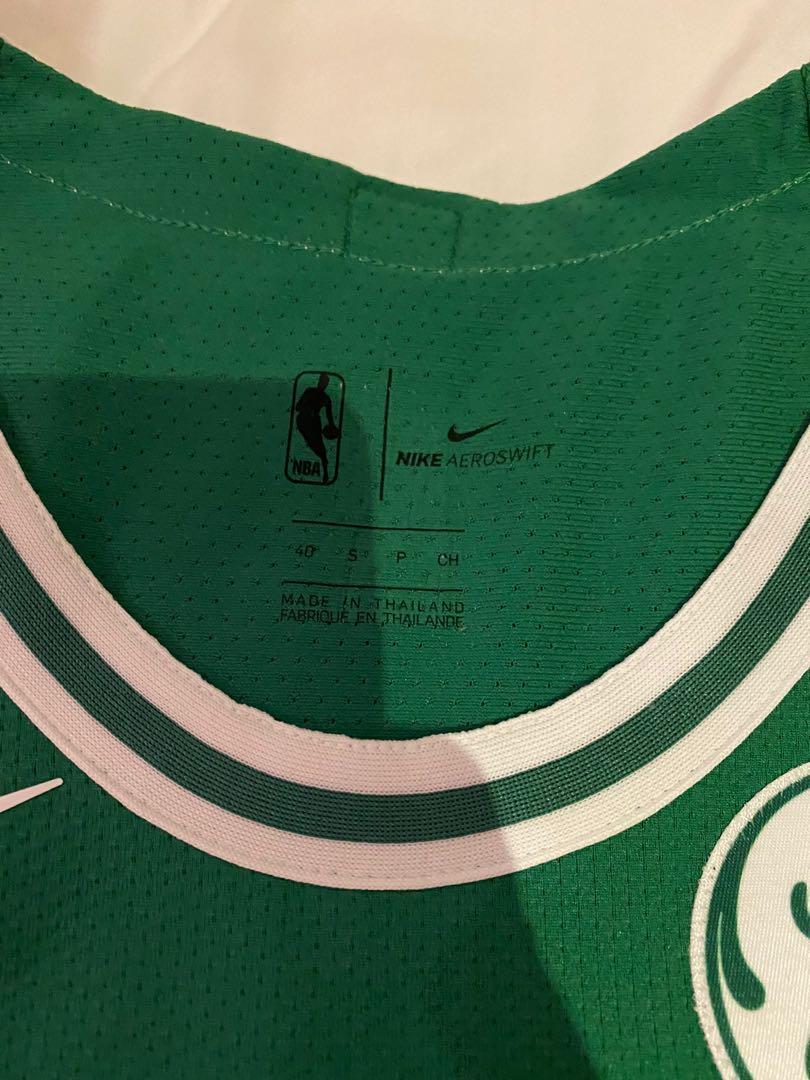 NBA
NIKE AEROSWIFT
40 S P CH
MADE IN THAILAND
FABRIQUE EN THAILANDE